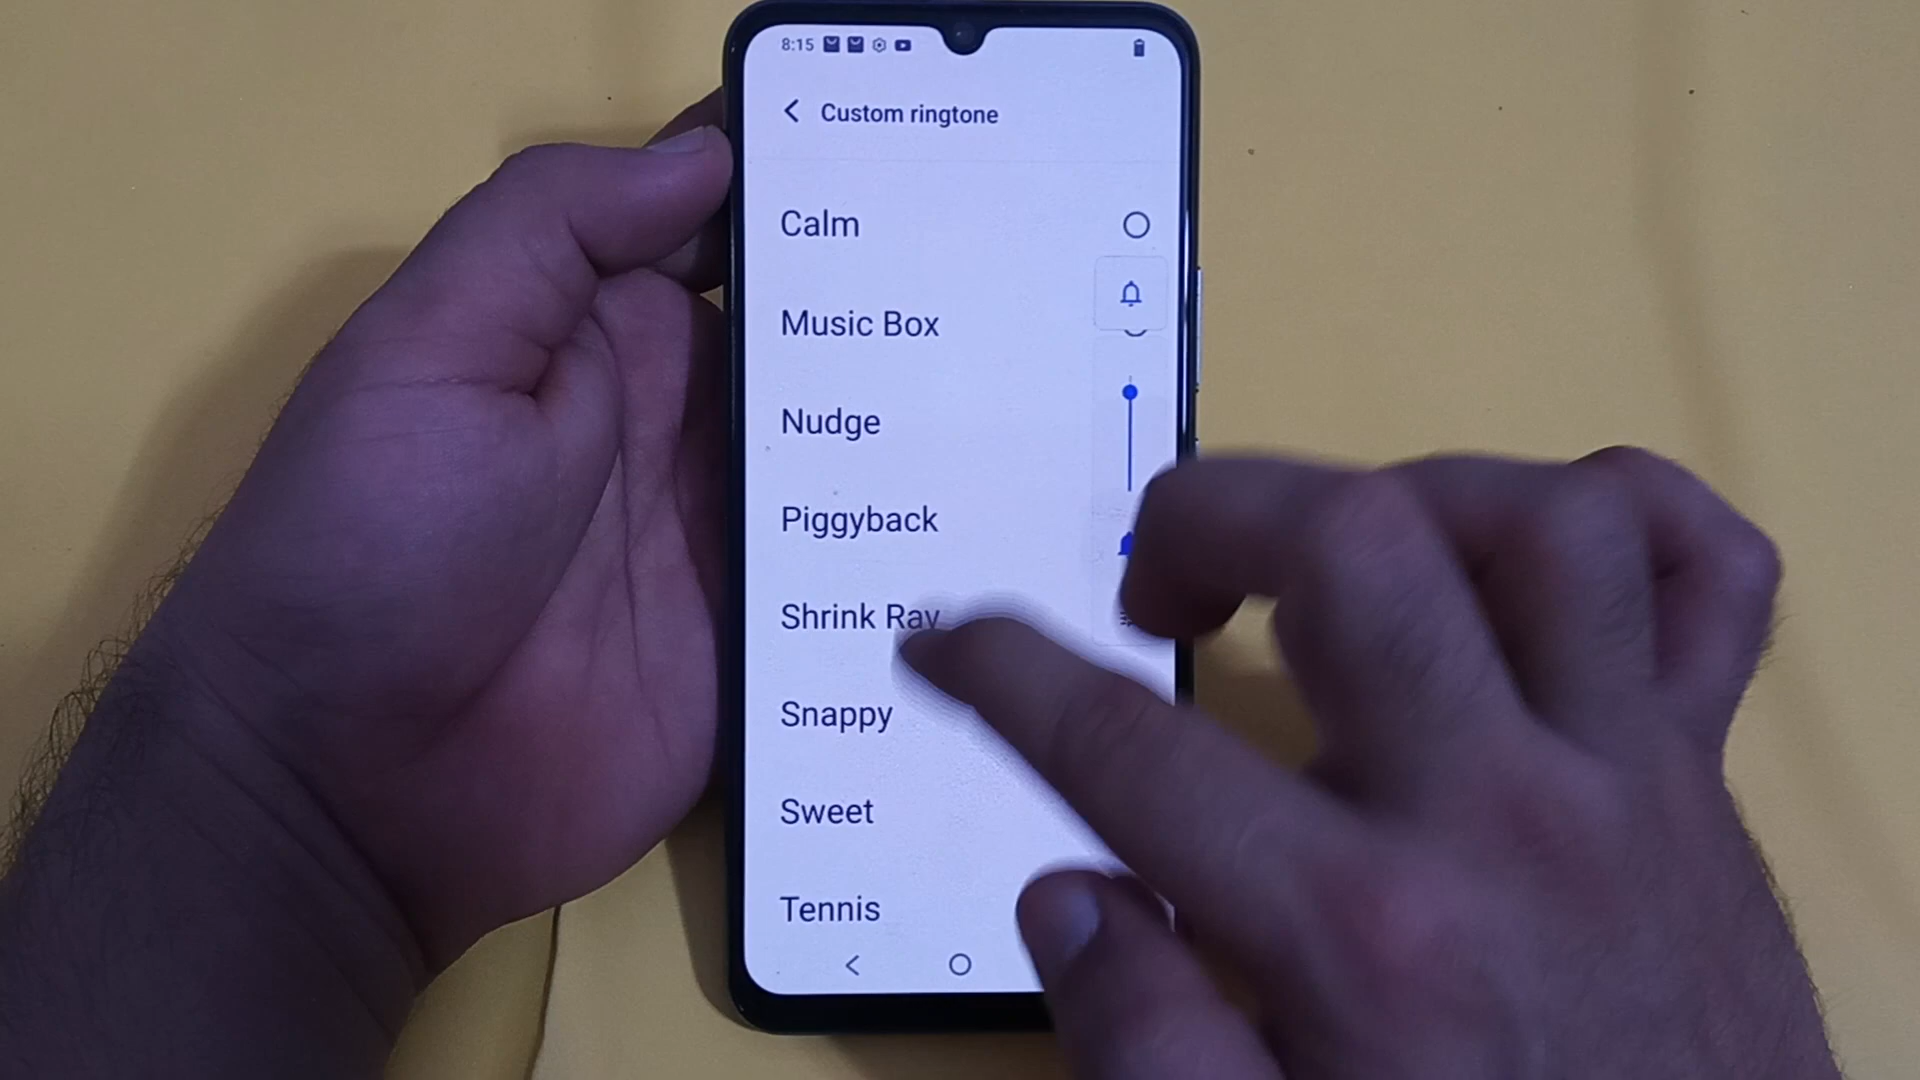 8:15
Custom ringtone
Calm
Music Box
Nudge
Piggyback
Shrink Ray
Snappy
Sweet
Tennis